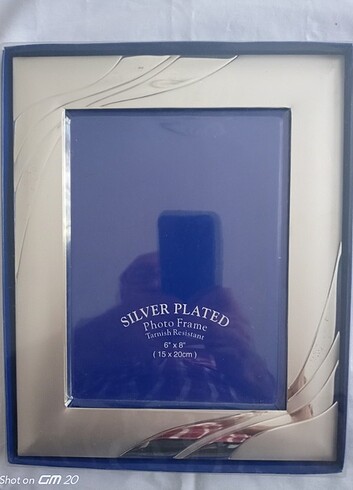 SILVER PLATED
Photo Frame
Tarnish Resistant
6" x 8"
( 15 x 20cm )
Shot on GM 20